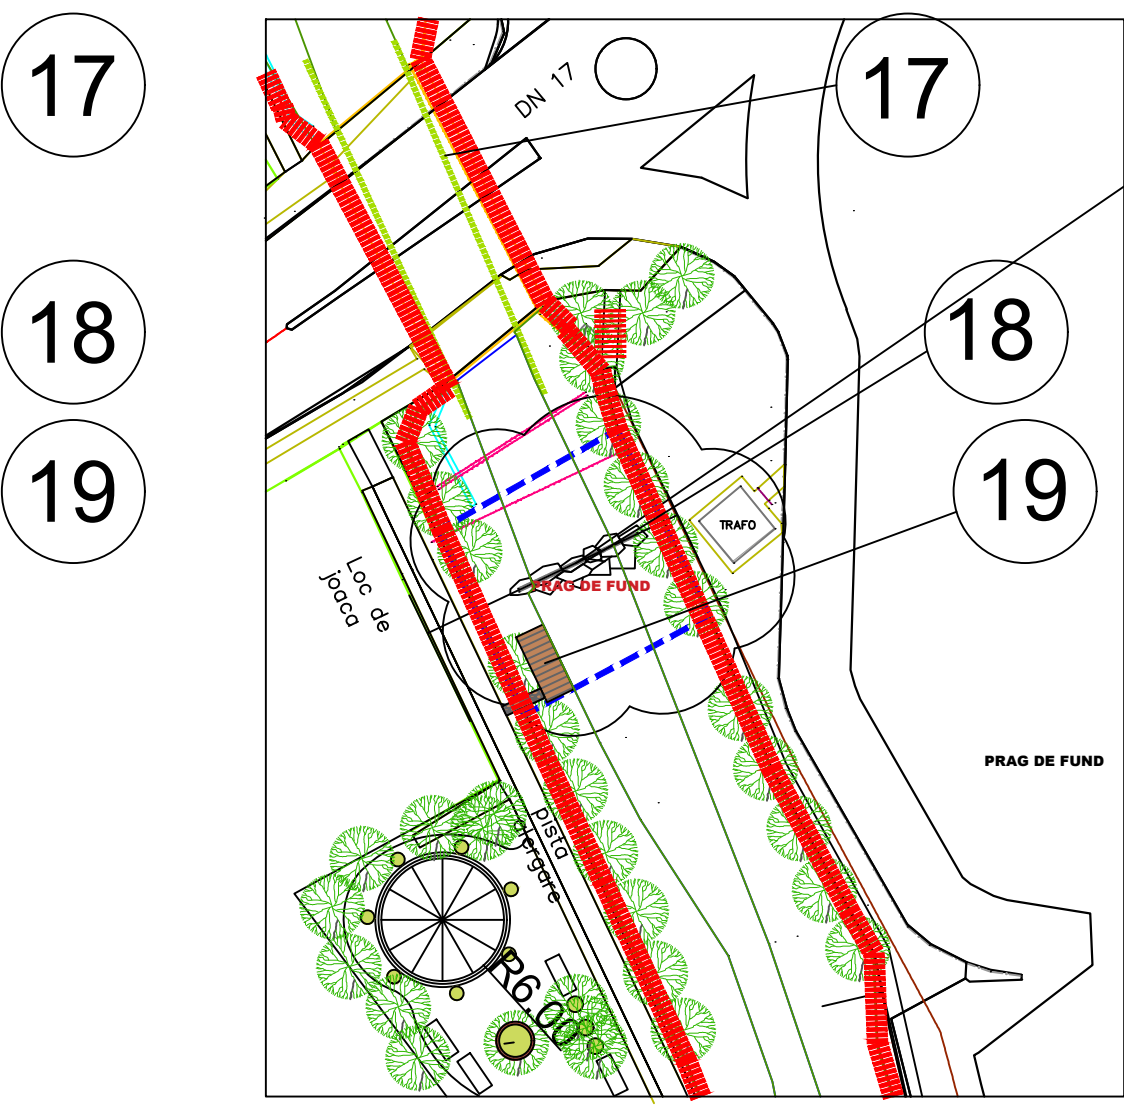 17
17
DN 17
18
18
19
19
TRAFO
Loc de
joaca
PRAG DE FUND
PRAG DE FUND
pista
alergare
R6.00